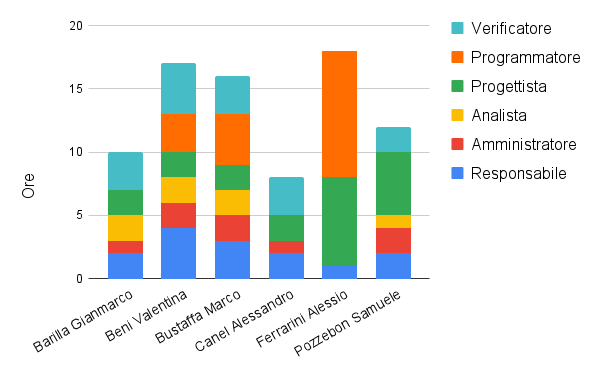 20
15
10
5
0
Ore
Barilla Gianmarco
Beni Valentina
Bustaffa Marco
Canel Alessandro
Ferrarini Alessio
Pozzebon Samuele
Verificatore
Programmatore
Progettista
Analista
Amministratore
Responsabile